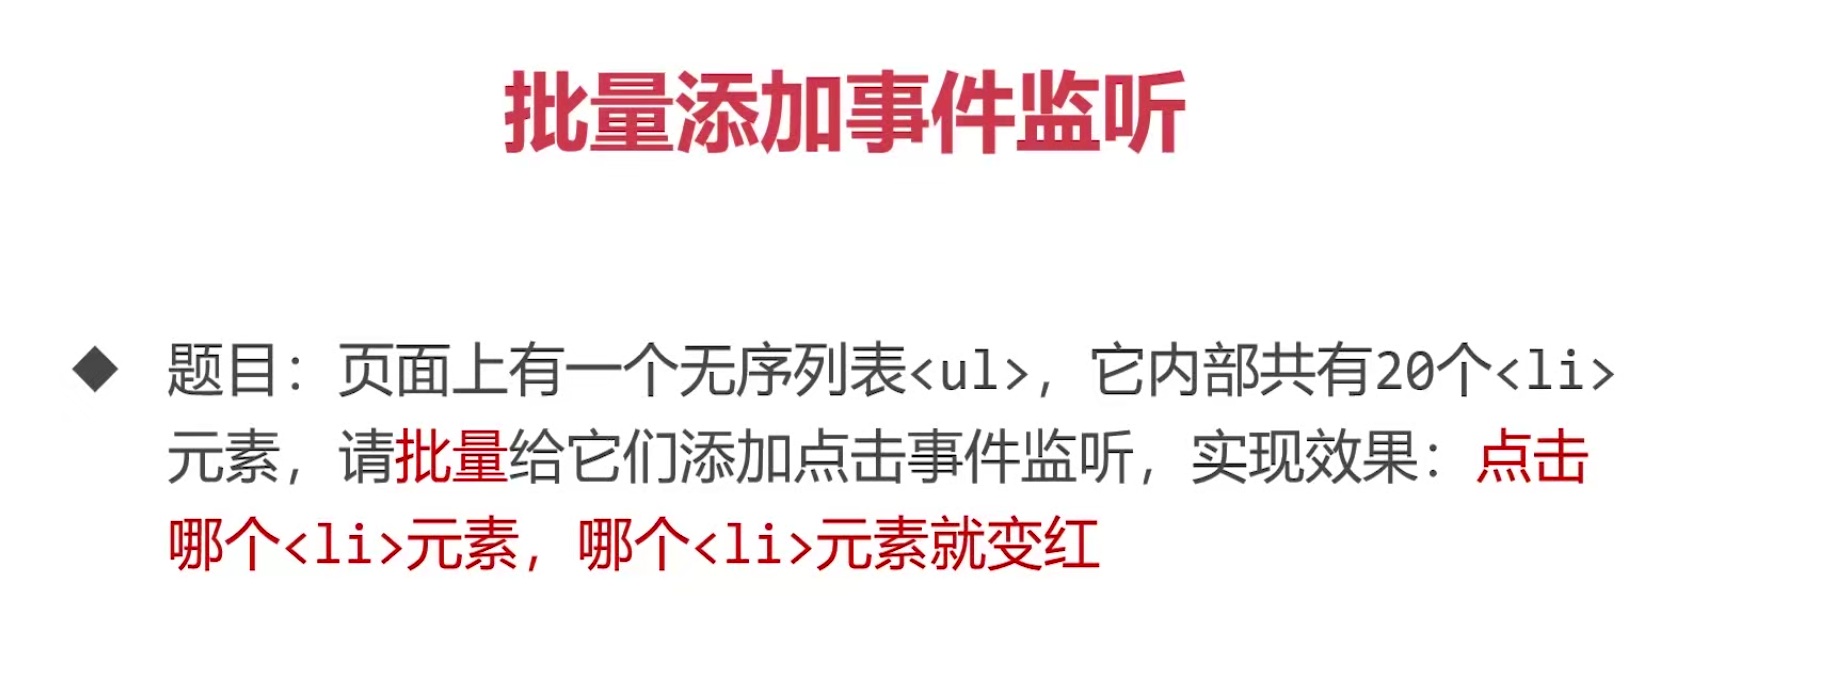 批量添加事件监听
◆ 题目：页面上有一个无序列表<ul>，它内部共有20个<li>
元素，请批量给它们添加点击事件监听，实现效果：点击
哪个<li>元素，哪个<li>元素就变红